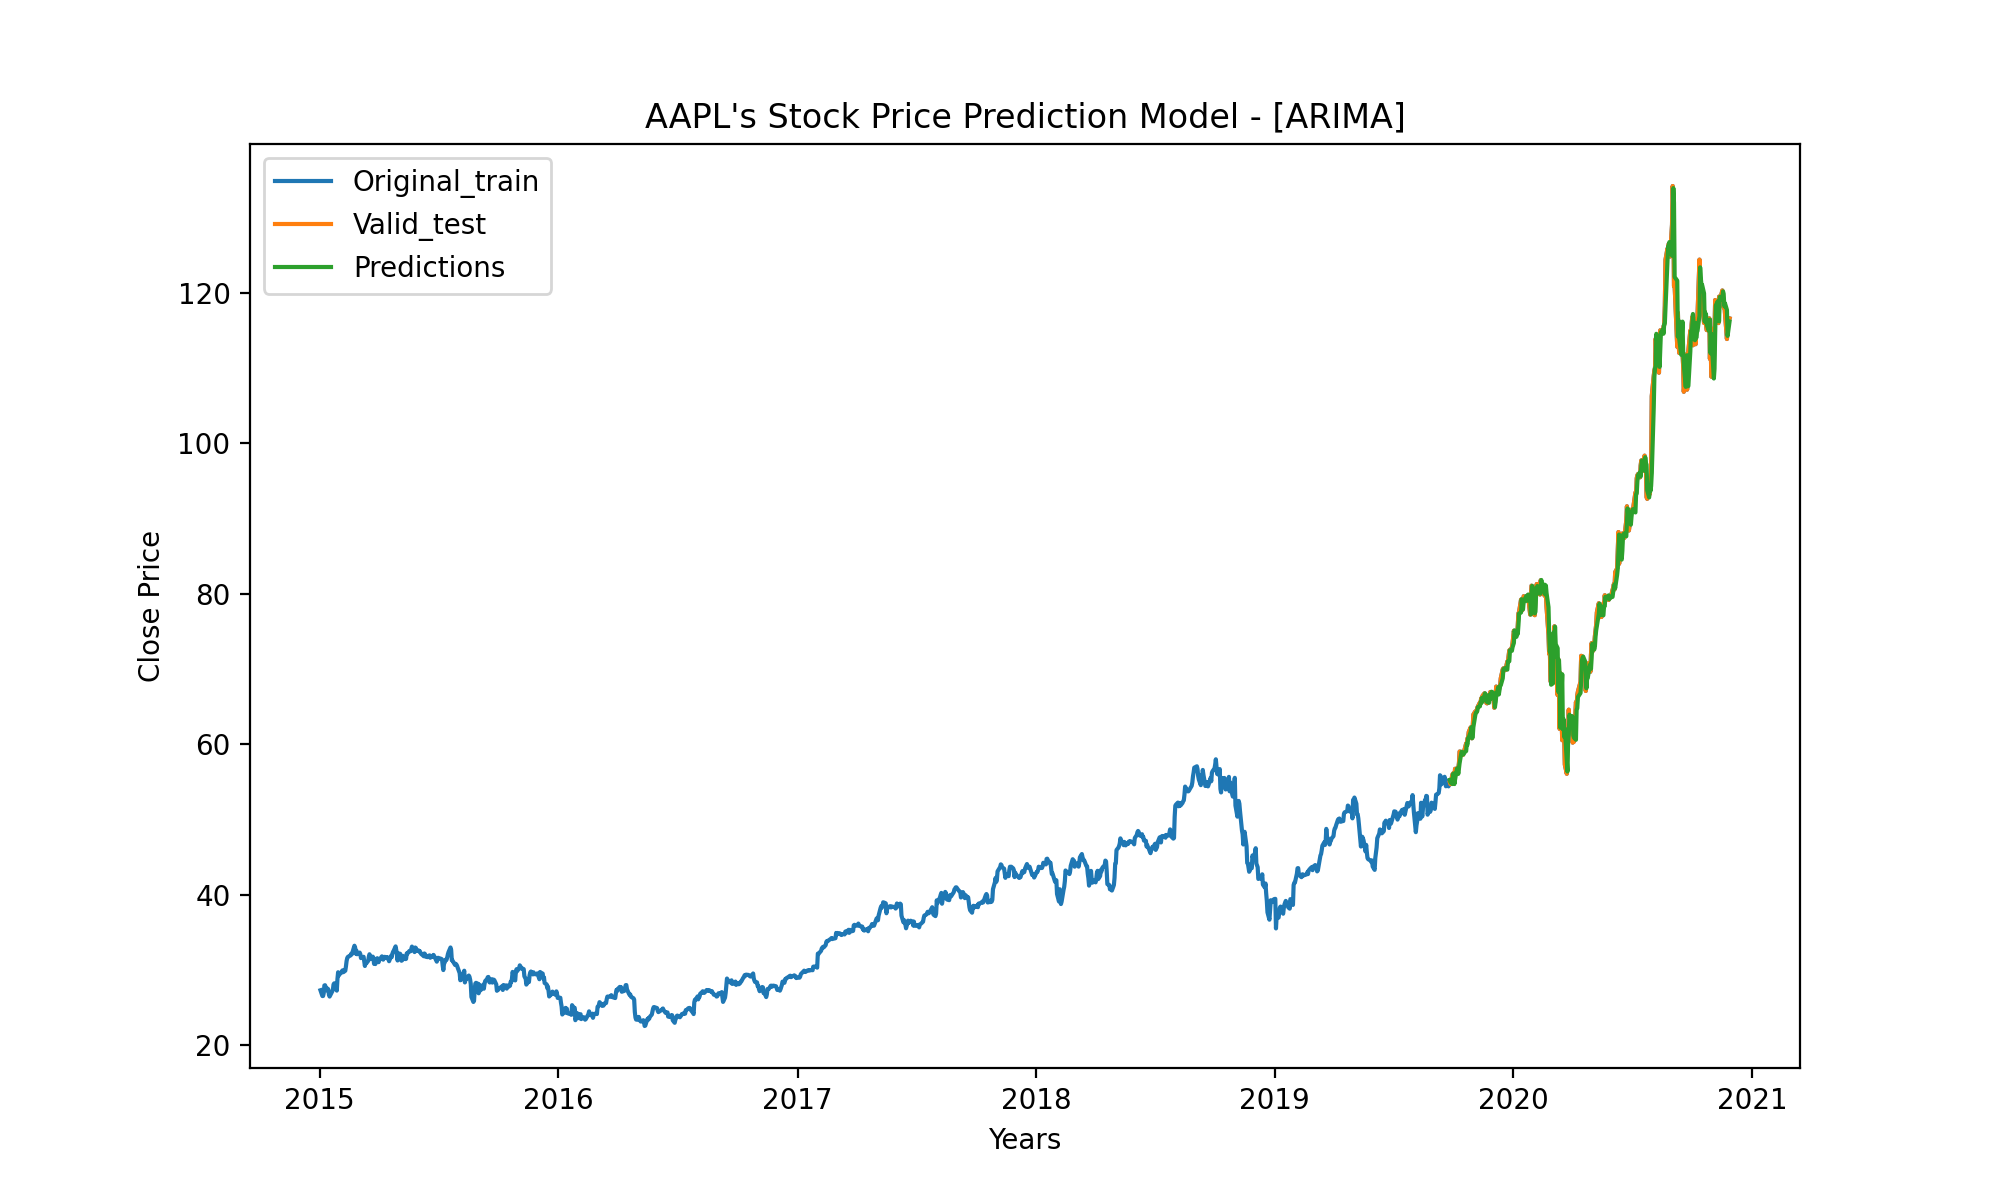 AAPL's Stock Price Prediction Model - [ARIMA]
Original_train
Valid_test
Predictions
120
100
80
60
40
20
Close Price
2015 2016 2017 2018 2019 2020 2021
Years